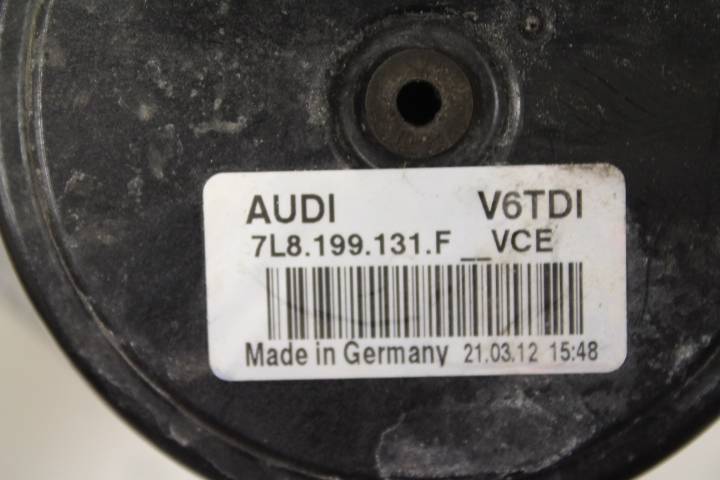 AUDI V6TDI
7L8.199.131.F __VCE
Made in Germany 21.03.12 15:48